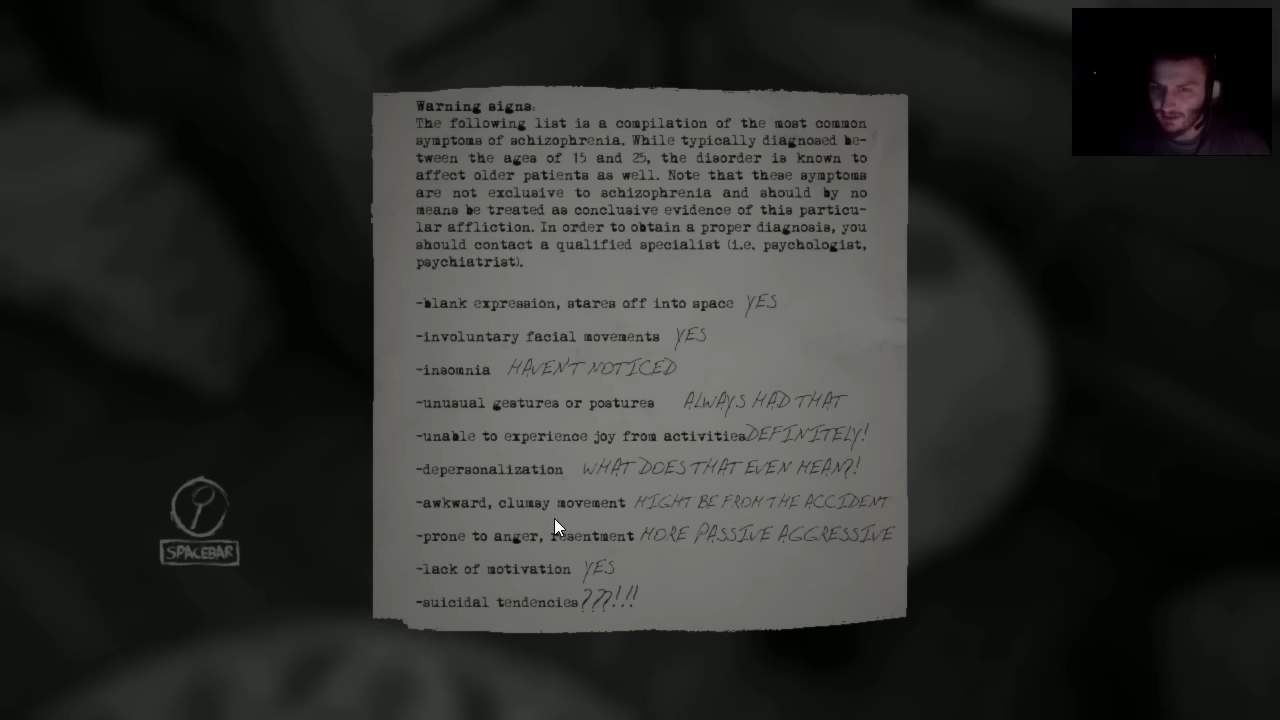 Warning signs:
The following list is a compilation of the most common
symptoms of schizophrenia. While typically diagnosed be-
tween the ages of 15 and 25, the disorder is known to
affect older patients as well. Note that these symptoms
are not exclusive to schizophrenia and should by no
means be treated as conclusive evidence of this particu-
lar affliction. In order to obtain a proper diagnosis, you
should contact a qualified specialist (i.e. psychologist,
psychiatrist).
-blank expression, stares off into space YES
-involuntary facial movements YES
-insomnia HAVEN'T NOTICED
-unusual gestures or postures ALWAYS HAD THAT
-unable to experience joy from activities DEFINITELY!
-depersonalization WHAT DOES THAT EVEN MEAN?!
-awkward, clumsy movement MIGHT BE FROM THE ACCIDENT
-prone to anger, resentment MORE PASSIVE AGGRESSIVE
-lack of motivation YES
-suicidal tendencies ???!!!
SPACEBAR